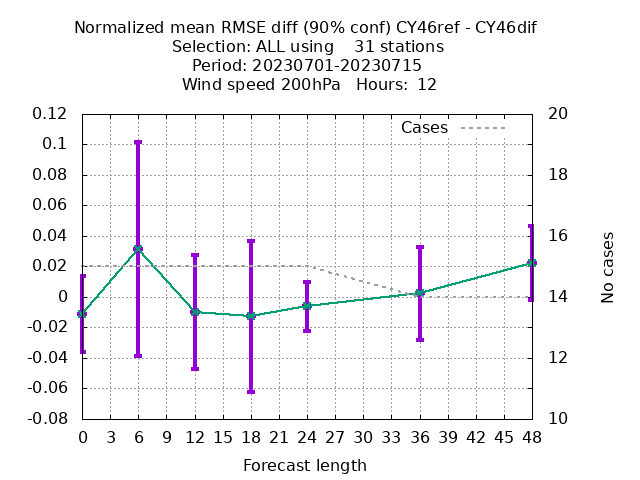 Normalized mean RMSE diff (90% conf) CY46ref - CY46dif
Selection: ALL using    31 stations
Period: 20230701-20230715
Wind speed 200hPa   Hours:  12
Cases
0.12
0.1
0.08
0.06
0.04
0.02
0
-0.02
-0.04
-0.06
-0.08
20
18
16
14
12
10
No cases
0 3 6 9 12 15 18 21 24 27 30 33 36 39 42 45 48
Forecast length